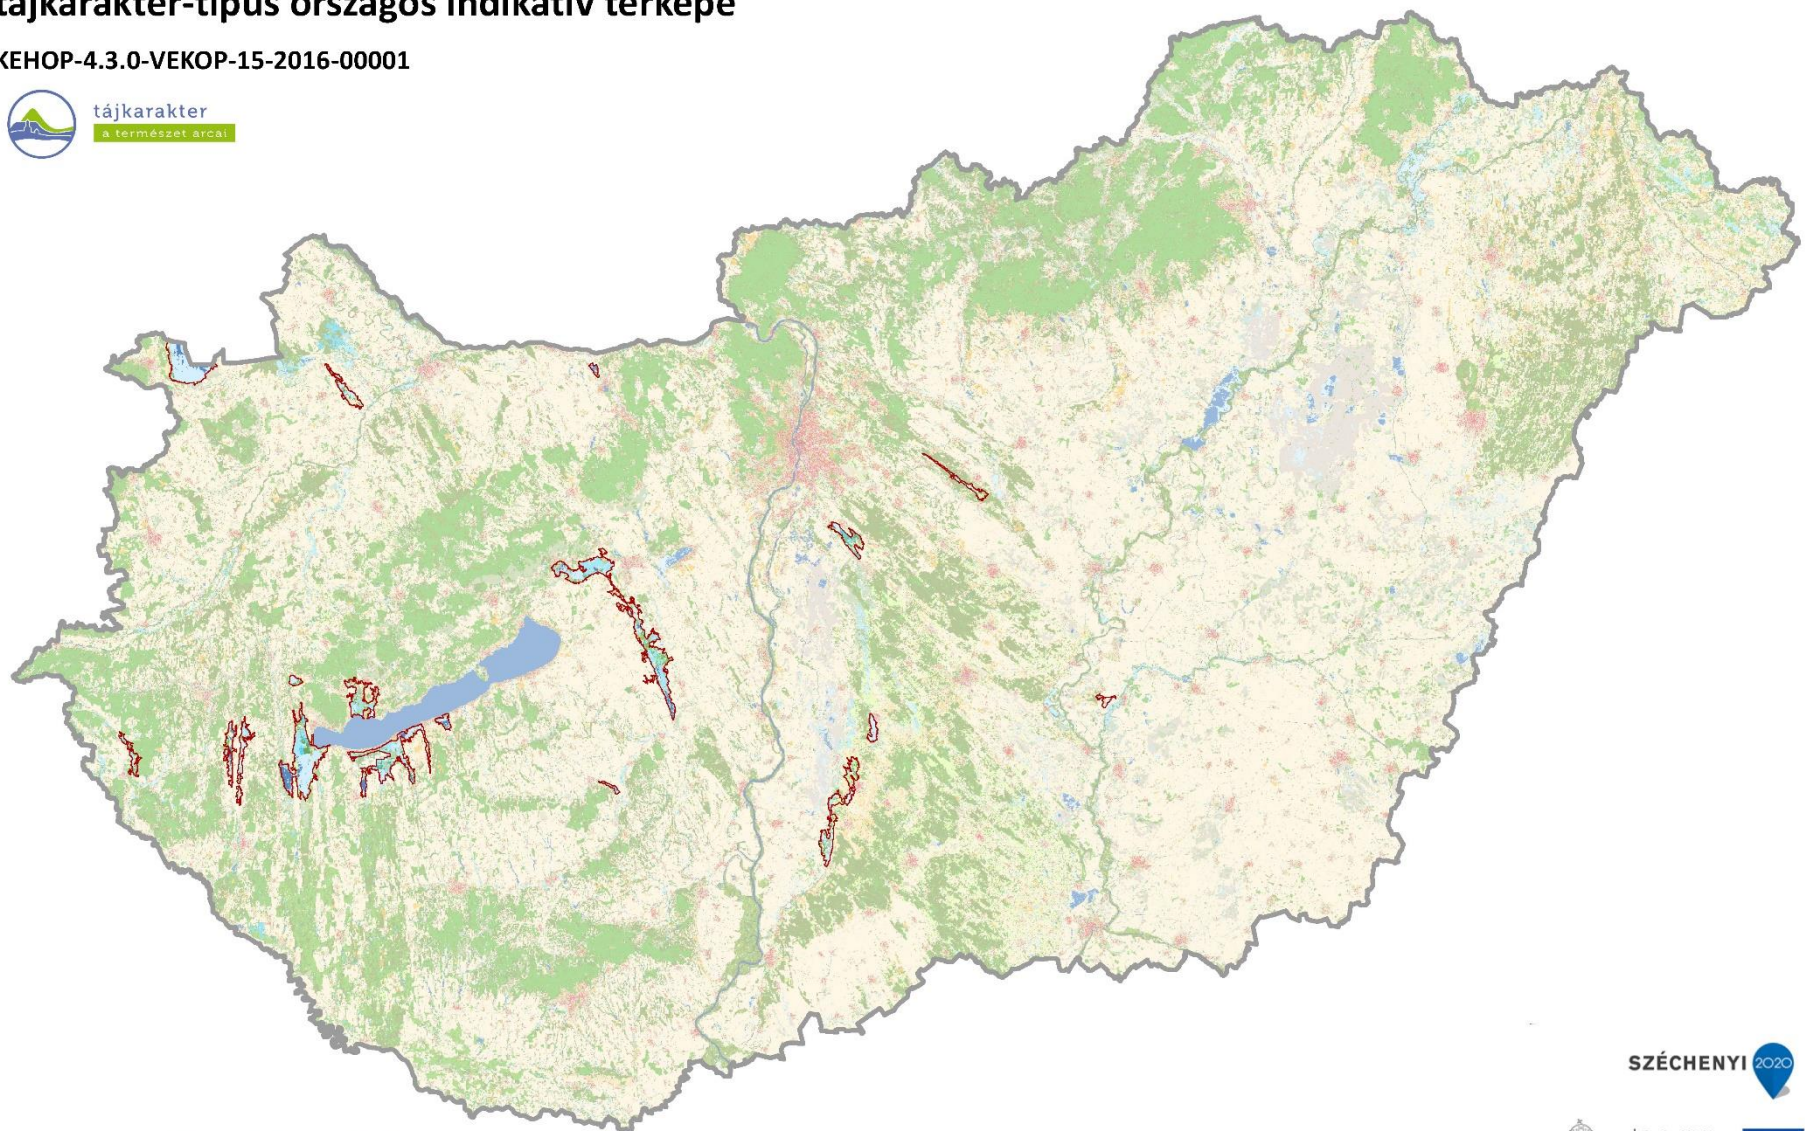 tájkarakter-típus országos indikatív térképe
KEHOP-4.3.0-VEKOP-15-2016-00001
tájkarakter
a természet arcai
SZÉCHENYI 2020